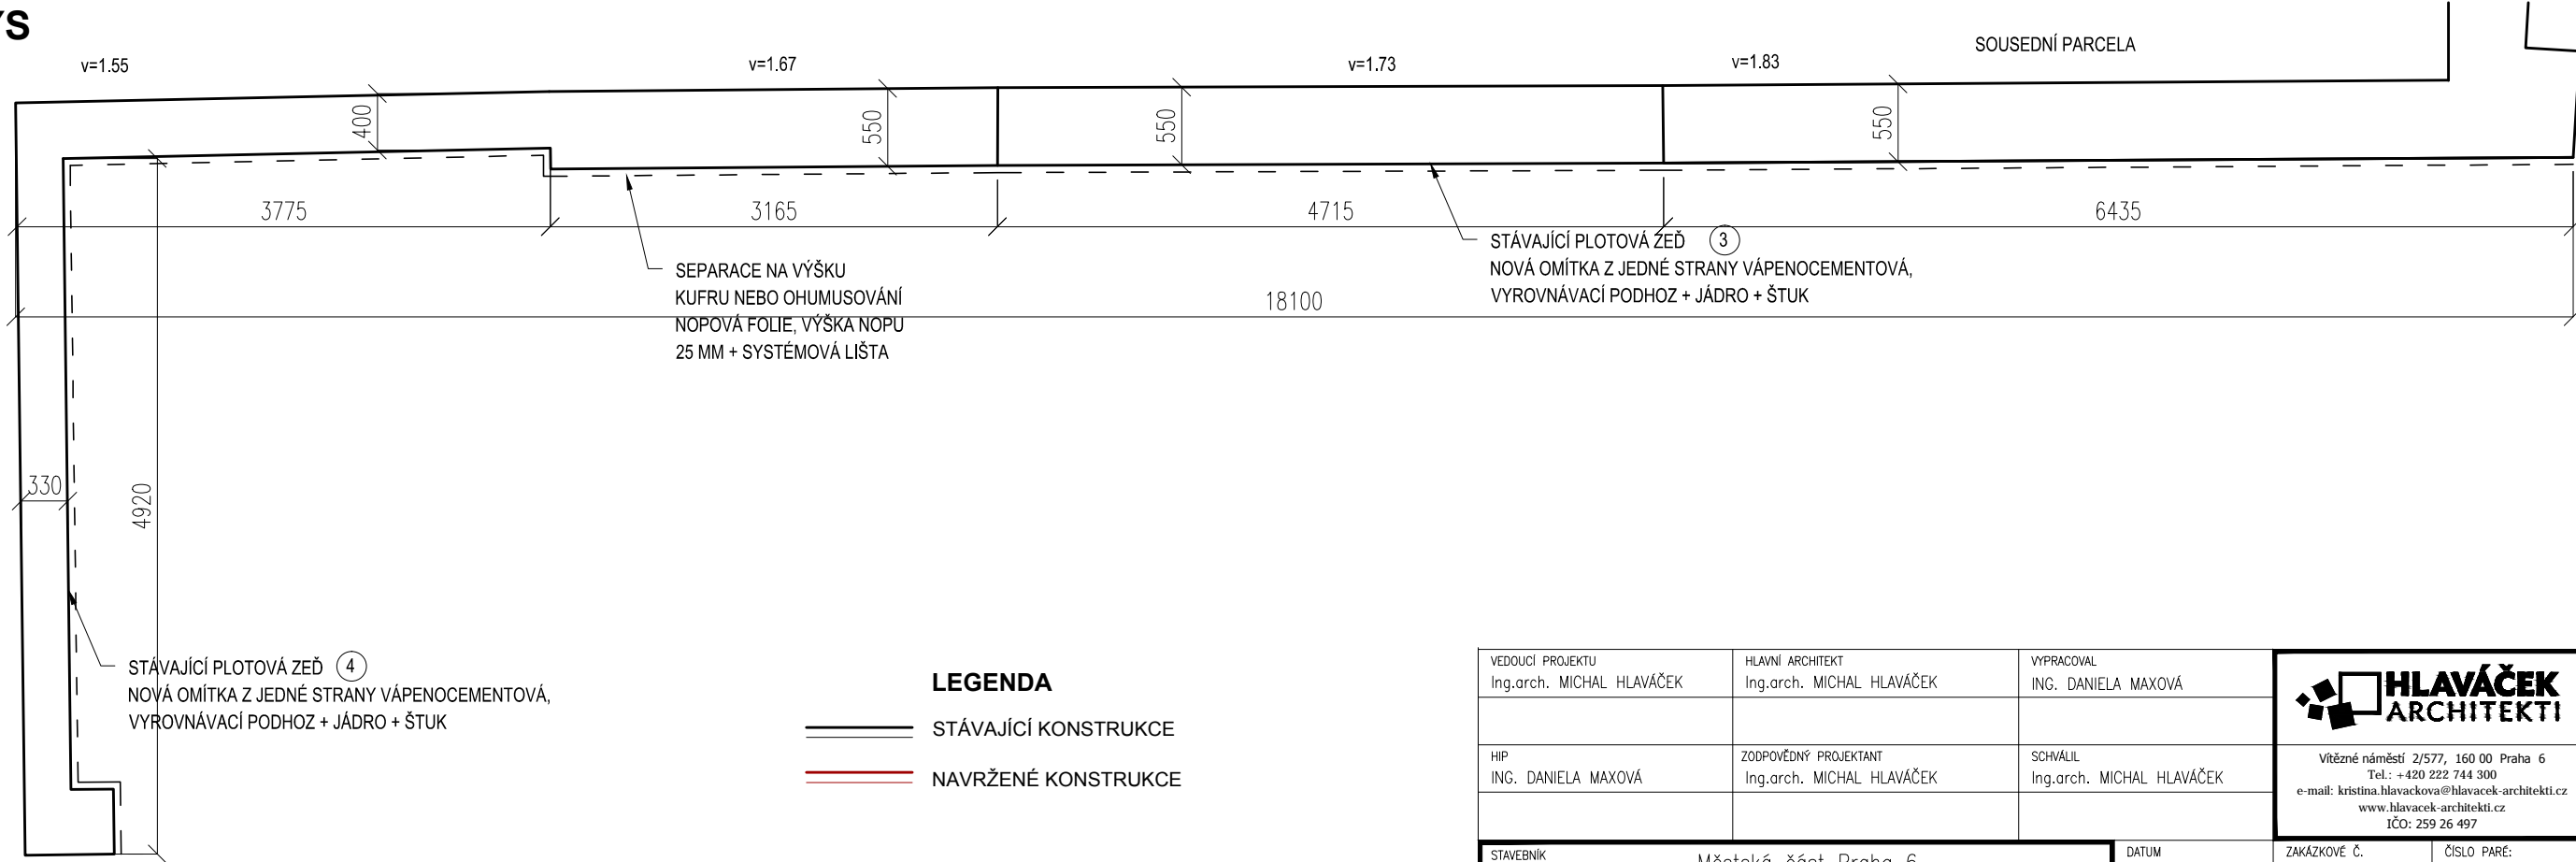 v=1.55
v=1.67
v=1.73
v=1.83
SOUSEDNÍ PARCELA
400
550
550
550
3775
3165
4715
6435
18100
SEPARACE NA VÝŠKU
KUFRU NEBO OHUMUSOVÁNÍ
NOPOVÁ FOLIE, VÝŠKA NOPU
25 MM + SYSTÉMOVÁ LIŠTA
STÁVAJÍCÍ PLOTOVÁ ZEĎ 3
NOVÁ OMÍTKA Z JEDNÉ STRANY VÁPENOCEMENTOVÁ,
VYROVNÁVACÍ PODHOZ + JÁDRO + ŠTUK
330
4920
STÁVAJÍCÍ PLOTOVÁ ZEĎ 4
NOVÁ OMÍTKA Z JEDNÉ STRANY VÁPENOCEMENTOVÁ,
VYROVNÁVACÍ PODHOZ + JÁDRO + ŠTUK
LEGENDA
STÁVAJÍCÍ KONSTRUKCE
NAVRŽENÉ KONSTRUKCE
VEDOUCÍ PROJEKTU
Ing.arch. MICHAL HLAVÁČEK
HLAVNÍ ARCHITEKT
Ing.arch. MICHAL HLAVÁČEK
VYPRACOVAL
ING. DANIELA MAXOVÁ
HIP
ING. DANIELA MAXOVÁ
ZODPOVĚDNÝ PROJEKTANT
Ing.arch. MICHAL HLAVÁČEK
SCHVÁLIL
Ing.arch. MICHAL HLAVÁČEK
HLAVÁČEK
ARCHITEKTI
Vítězné náměstí 2/577, 160 00 Praha 6
Tel.: +420 222 744 300
e-mail: kristina.hlavackova@hlavacek-architekti.cz
www.hlavacek-architekti.cz
IČO: 259 26 497
STAVEBNÍK
Městská část Praha 6
DATUM
ZAKÁZKOVÉ Č.
ČÍSLO PARÉ: